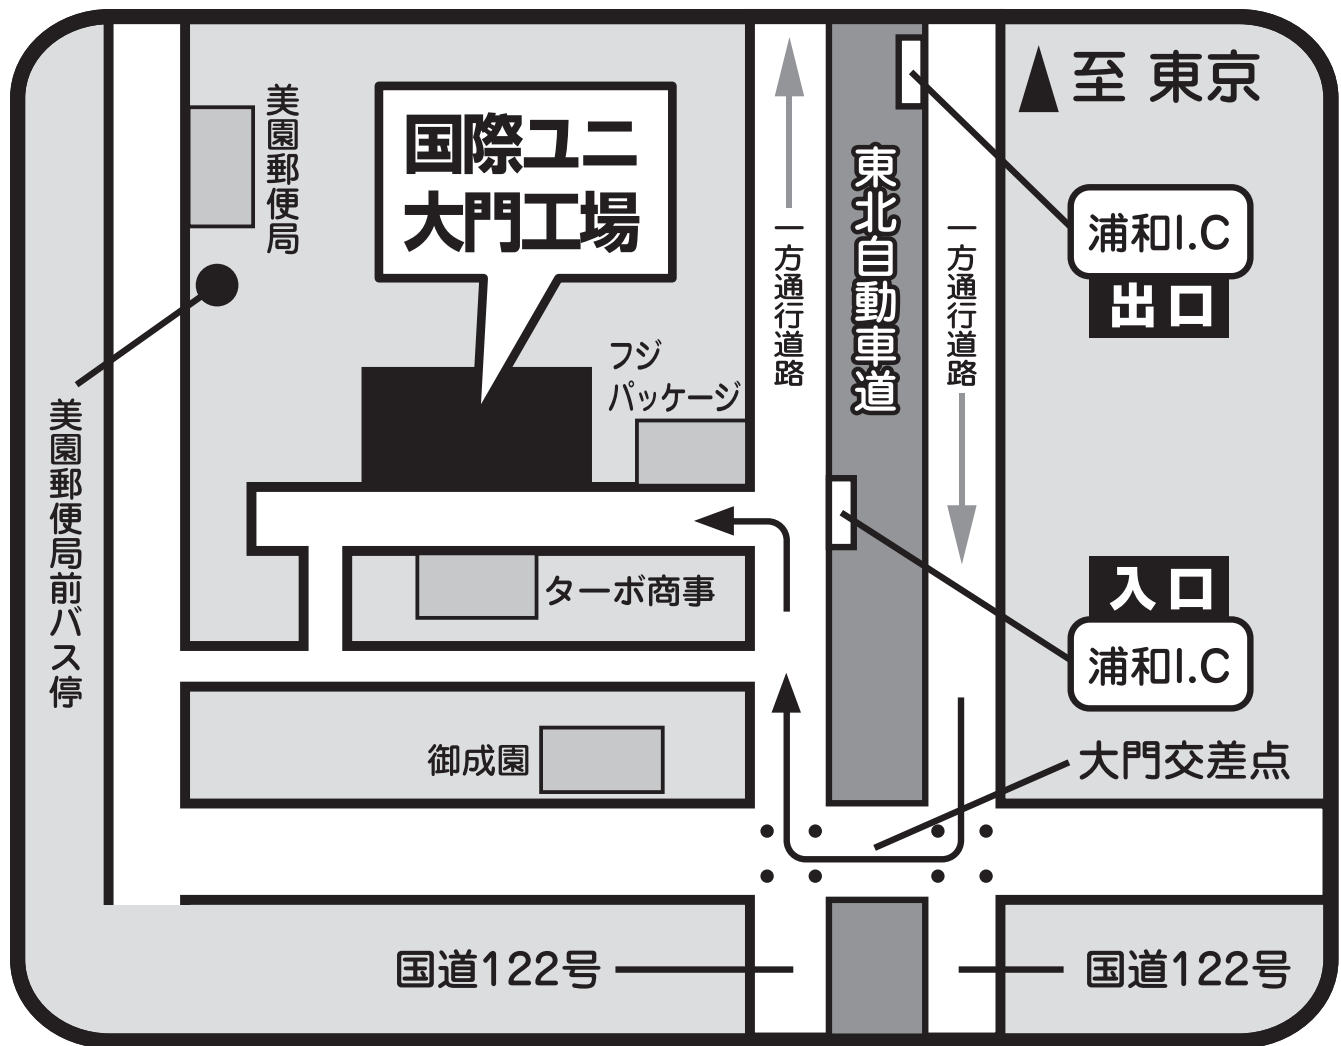 至 東京
美園郵便局
国際ユニ
大門工場
浦和I.C
出口
一方通行道路
東北自動車道
一方通行道路
フジ
パッケージ
美園郵便局前バス停
入口
浦和I.C
ターボ商事
御成園
大門交差点
国道122号
国道122号